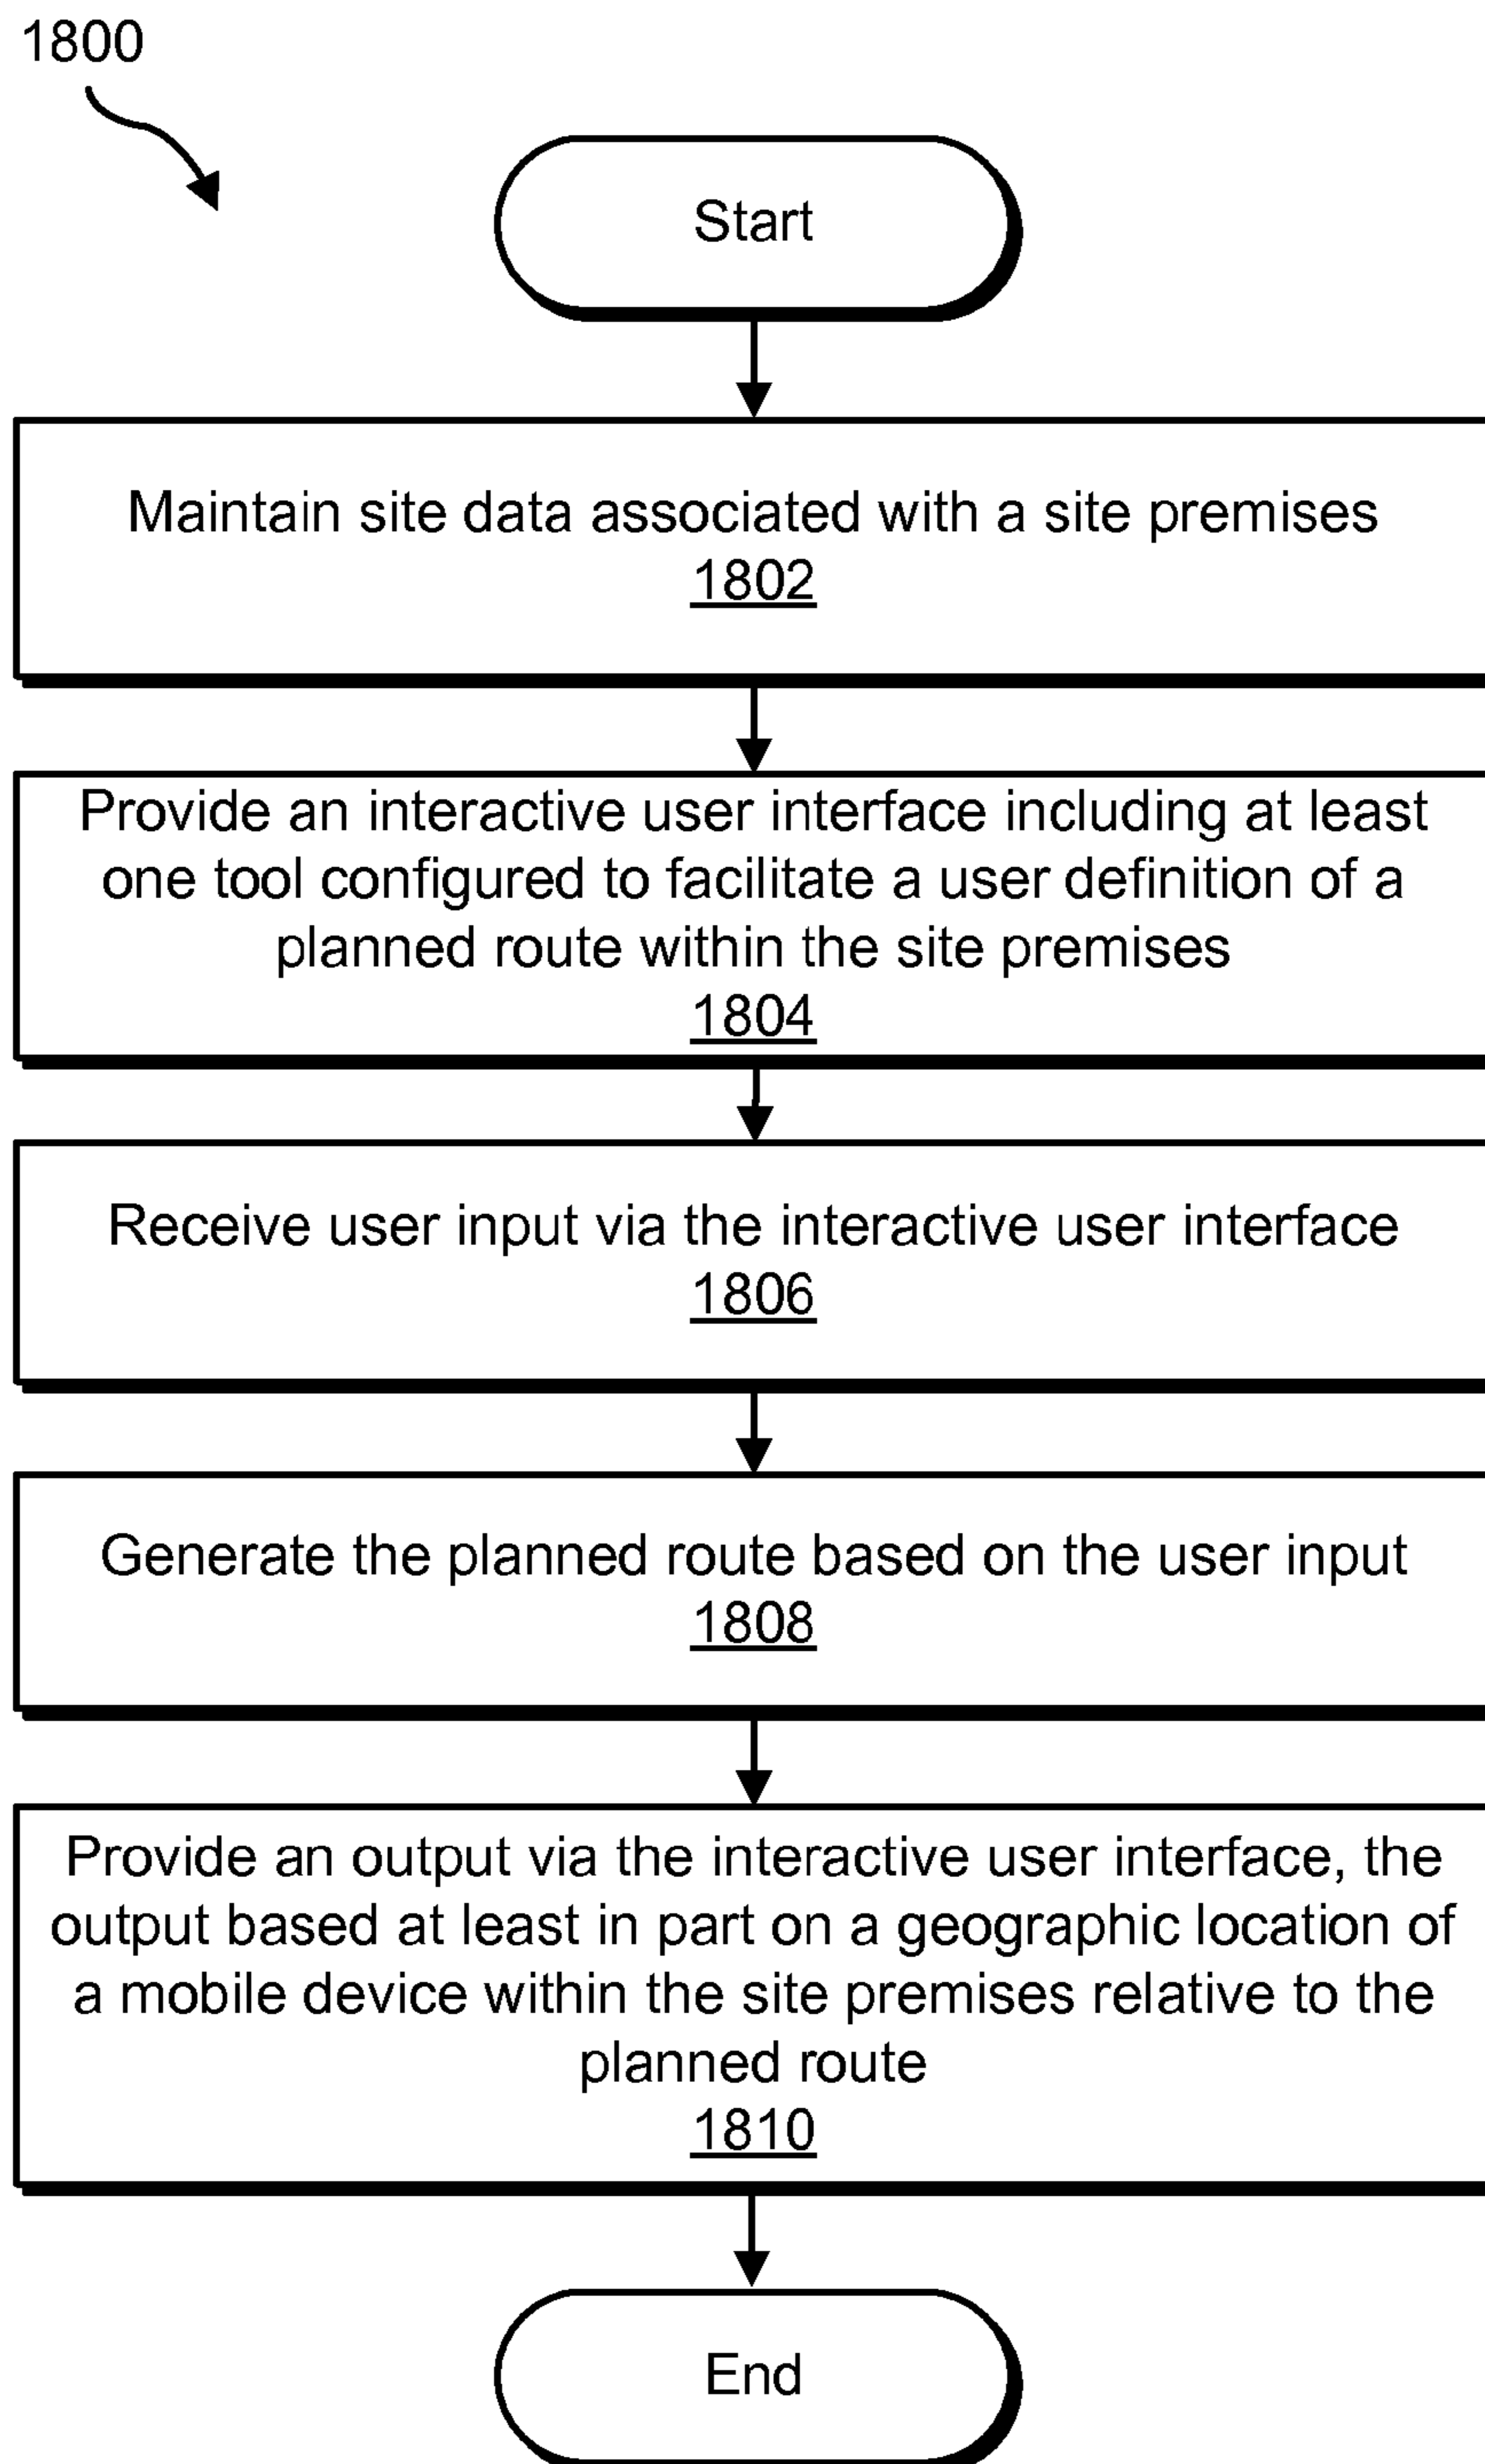 1800
Start
Maintain site data associated with a site premises
1802
Provide an interactive user interface including at least
one tool configured to facilitate a user definition of a
planned route within the site premises
1804
Receive user input via the interactive user interface
1806
Generate the planned route based on the user input
1808
Provide an output via the interactive user interface, the
output based at least in part on a geographic location of
a mobile device within the site premises relative to the
planned route
1810
End